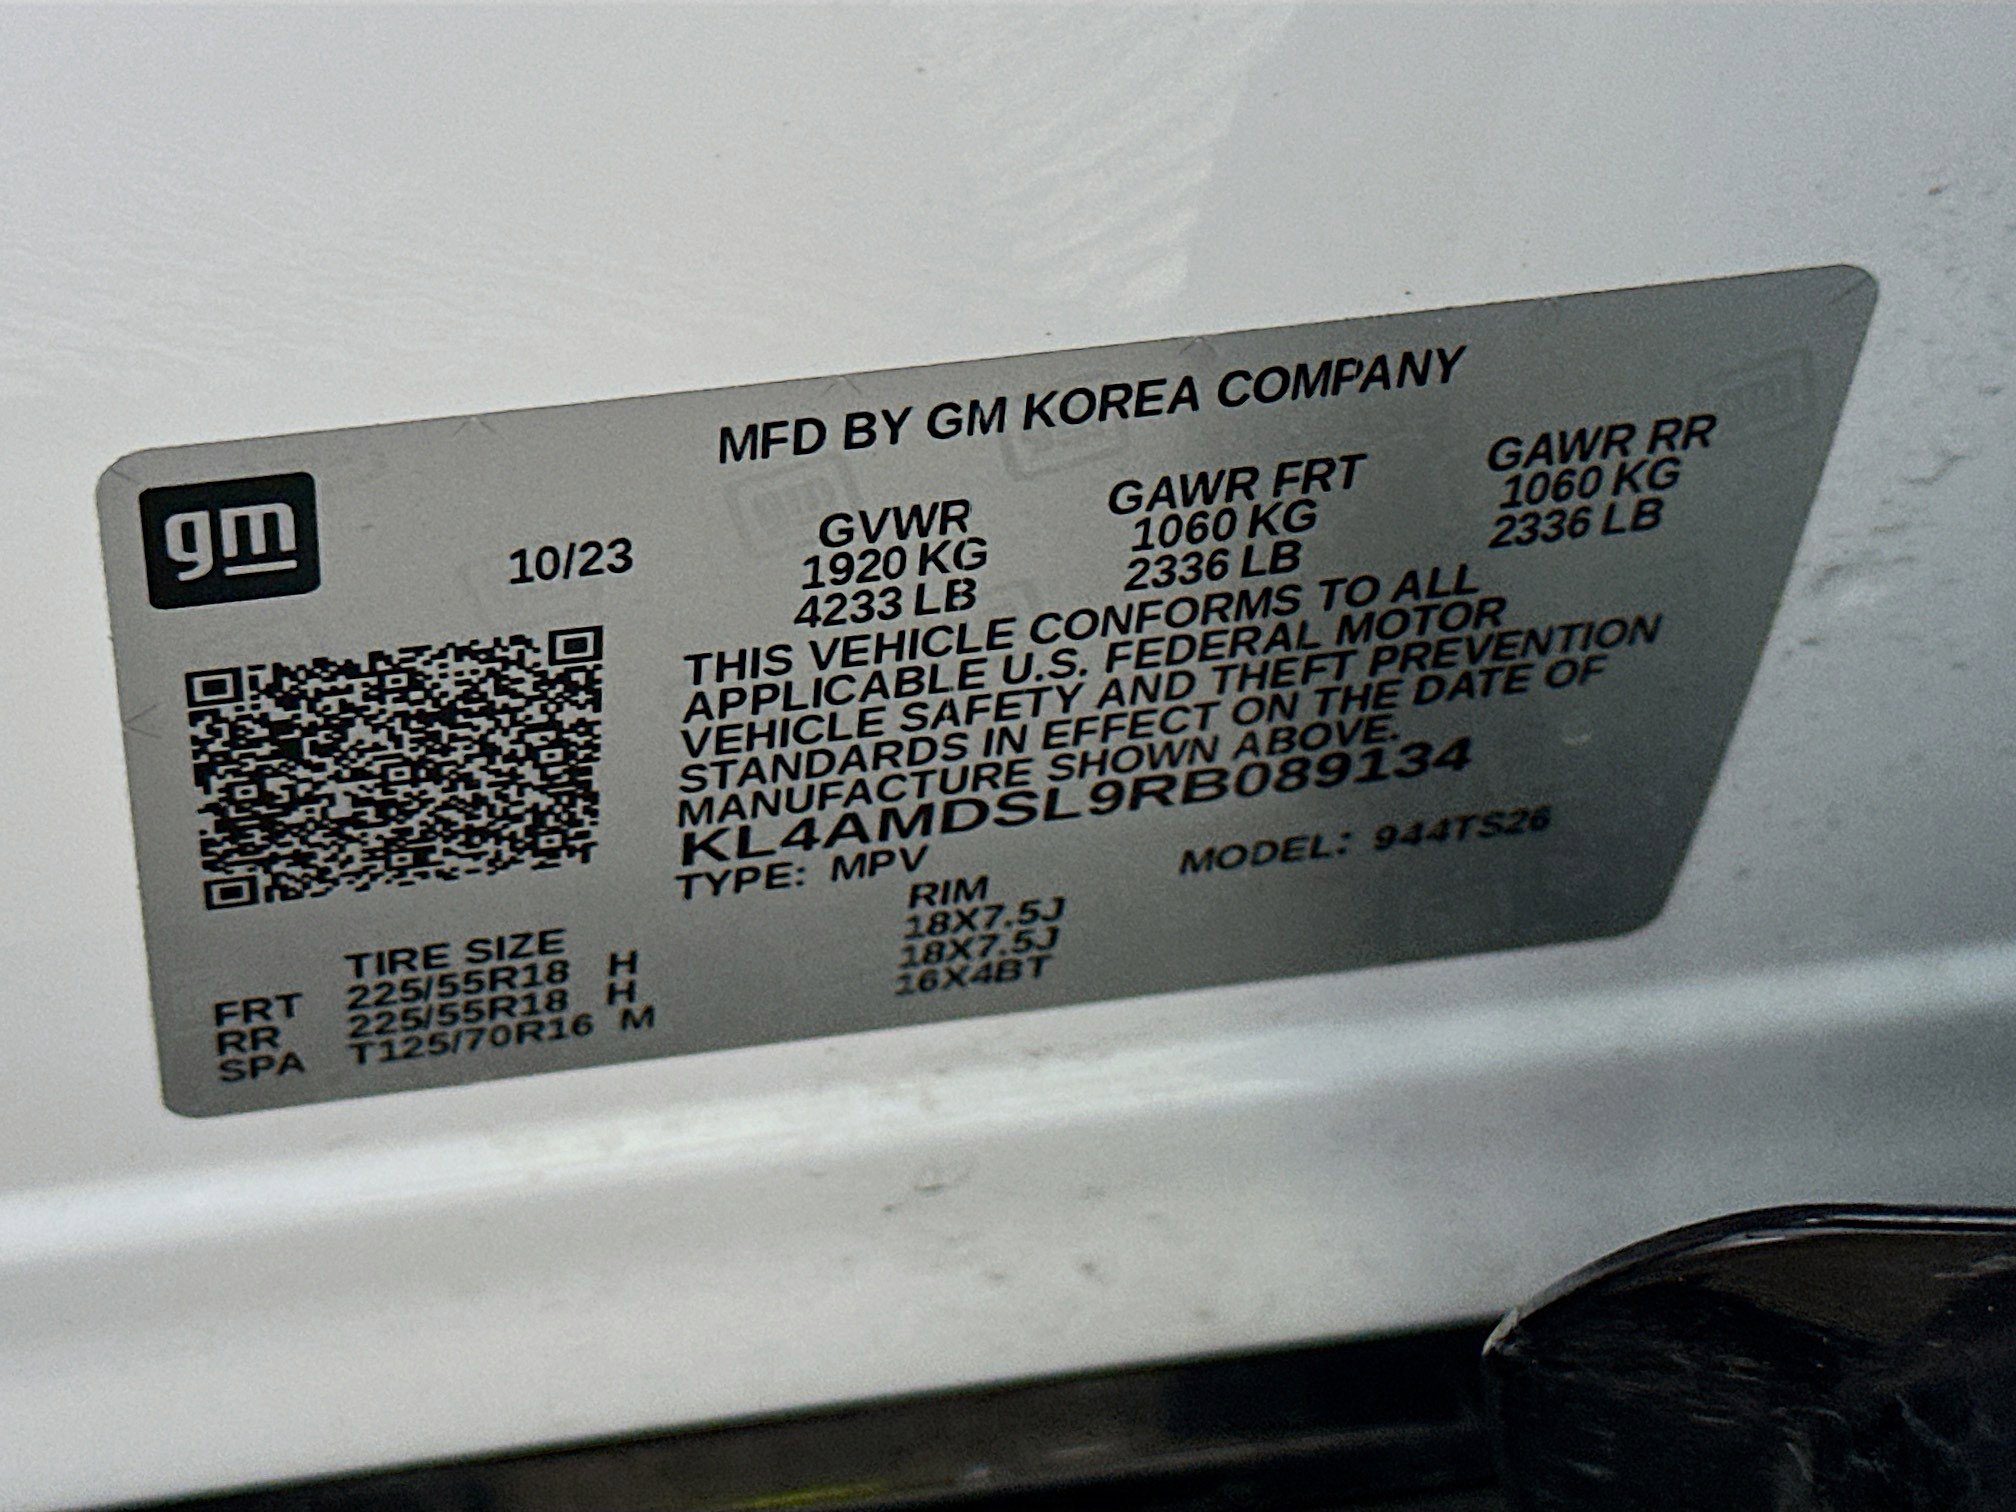 MFD BY GM KOREA COMPANY
gm
10/23
GVWR GAWR FRT GAWR RR
1920 KG 1060 KG 1060 KG
4233 LB 2336 LB 2336 LB
THIS VEHICLE CONFORMS TO ALL
APPLICABLE U.S. FEDERAL MOTOR
VEHICLE SAFETY AND THEFT PREVENTION
STANDARDS IN EFFECT ON THE DATE OF
MANUFACTURE SHOWN ABOVE.
KL4AMDSL9RB089134
TYPE: MPV MODEL: 944TS26
TIRE SIZE RIM
FRT 225/55R18 H 18X7.5J
RR 225/55R18 H 18X7.5J
SPA T125/70R16 M 16X4BT